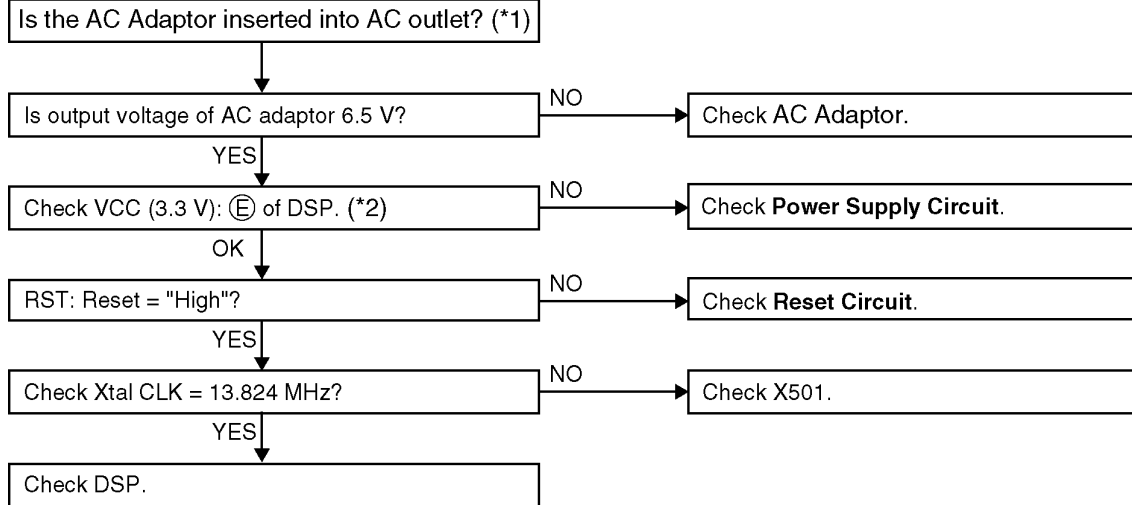 Is the AC Adaptor inserted into AC outlet? (*1)
Is output voltage of AC adaptor 6.5 V?
NO
Check AC Adaptor.
YES
Check VCC (3.3 V): Ⓔ of DSP. (*2)
NO
Check Power Supply Circuit.
OK
RST: Reset = "High"?
NO
Check Reset Circuit.
YES
Check Xtal CLK = 13.824 MHz?
NO
Check X501.
YES
Check DSP.